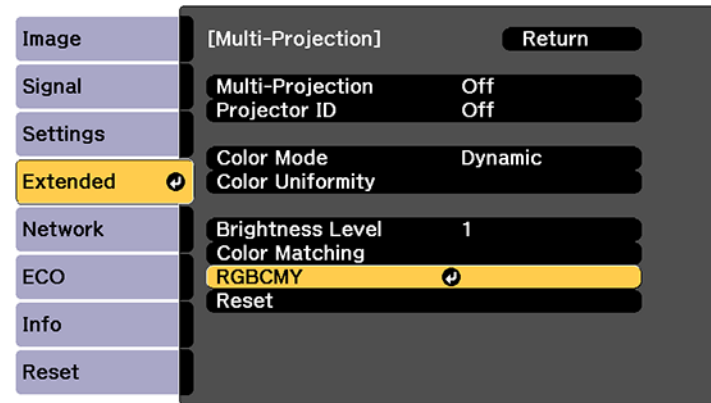 Image
Signal
Settings
Extended
Network
ECO
Info
Reset
[Multi-Projection] Return
Multi-Projection Off
Projector ID Off
Color Mode Dynamic
Color Uniformity
Brightness Level 1
Color Matching
RGBCMY
Reset